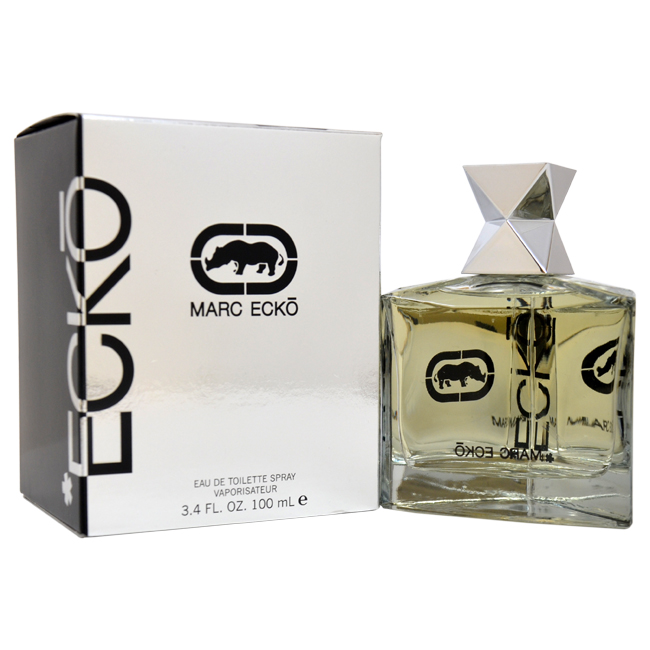 *ECKŌ
MARC ECKŌ
EAU DE TOILETTE SPRAY
VAPORISATEUR
3.4 FL. OZ. 100 mL e
*ECKŌ
MARC ECKŌ